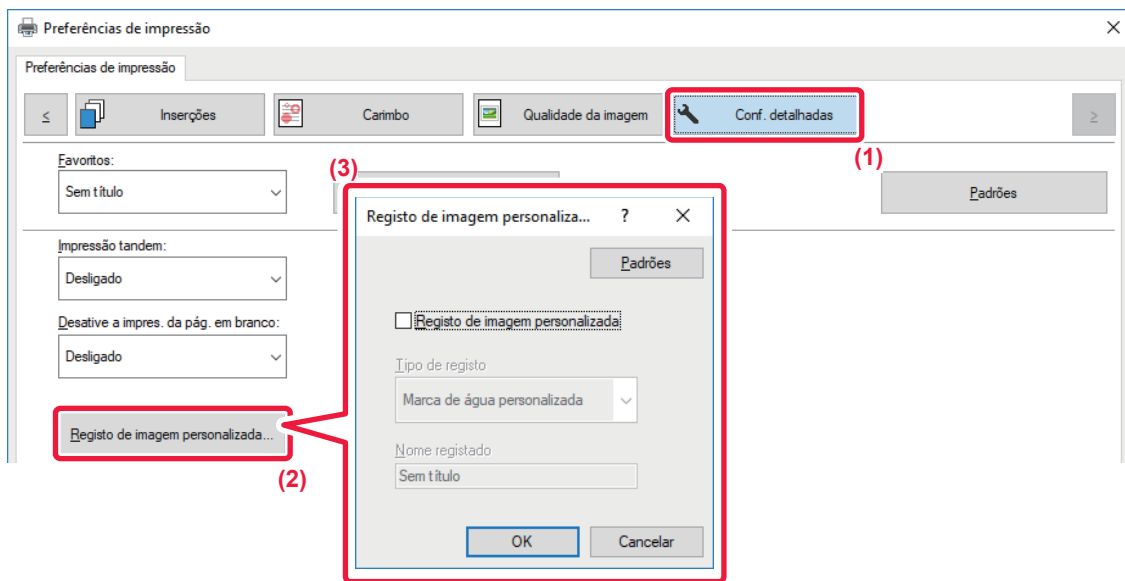 Preferências de impressão
Preferências de impressão
<
Inserções
Carimbo
Qualidade da imagem
Conf. detalhadas
>
(1)
Favoritos:
Sem título
Padrões
Impressão tandem:
Desligado
Desative a impres. da pág. em branco:
Desligado
Registo de imagem personalizada...
(2)
(3)
Registo de imagem personaliza...
?
Padrões
Registo de imagem personalizada
Tipo de registo
Marca de água personalizada
Nome registado
Sem título
OK
Cancelar